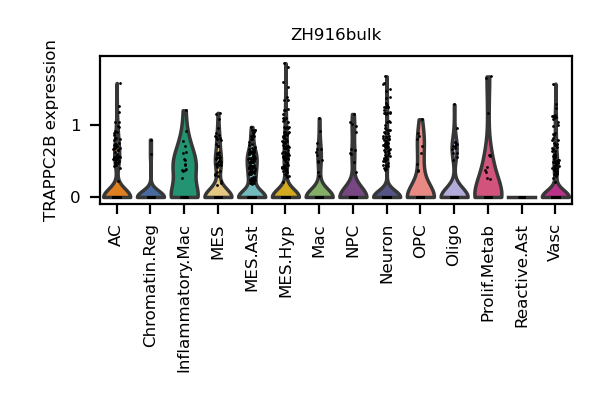 ZH916bulk
TRAPPC2B expression
1
0
AC
Chromatin.Reg
Inflammatory.Mac
MES
MES.Ast
MES.Hyp
Mac
NPC
Neuron
OPC
Oligo
Prolif.Metab
Reactive.Ast
Vasc